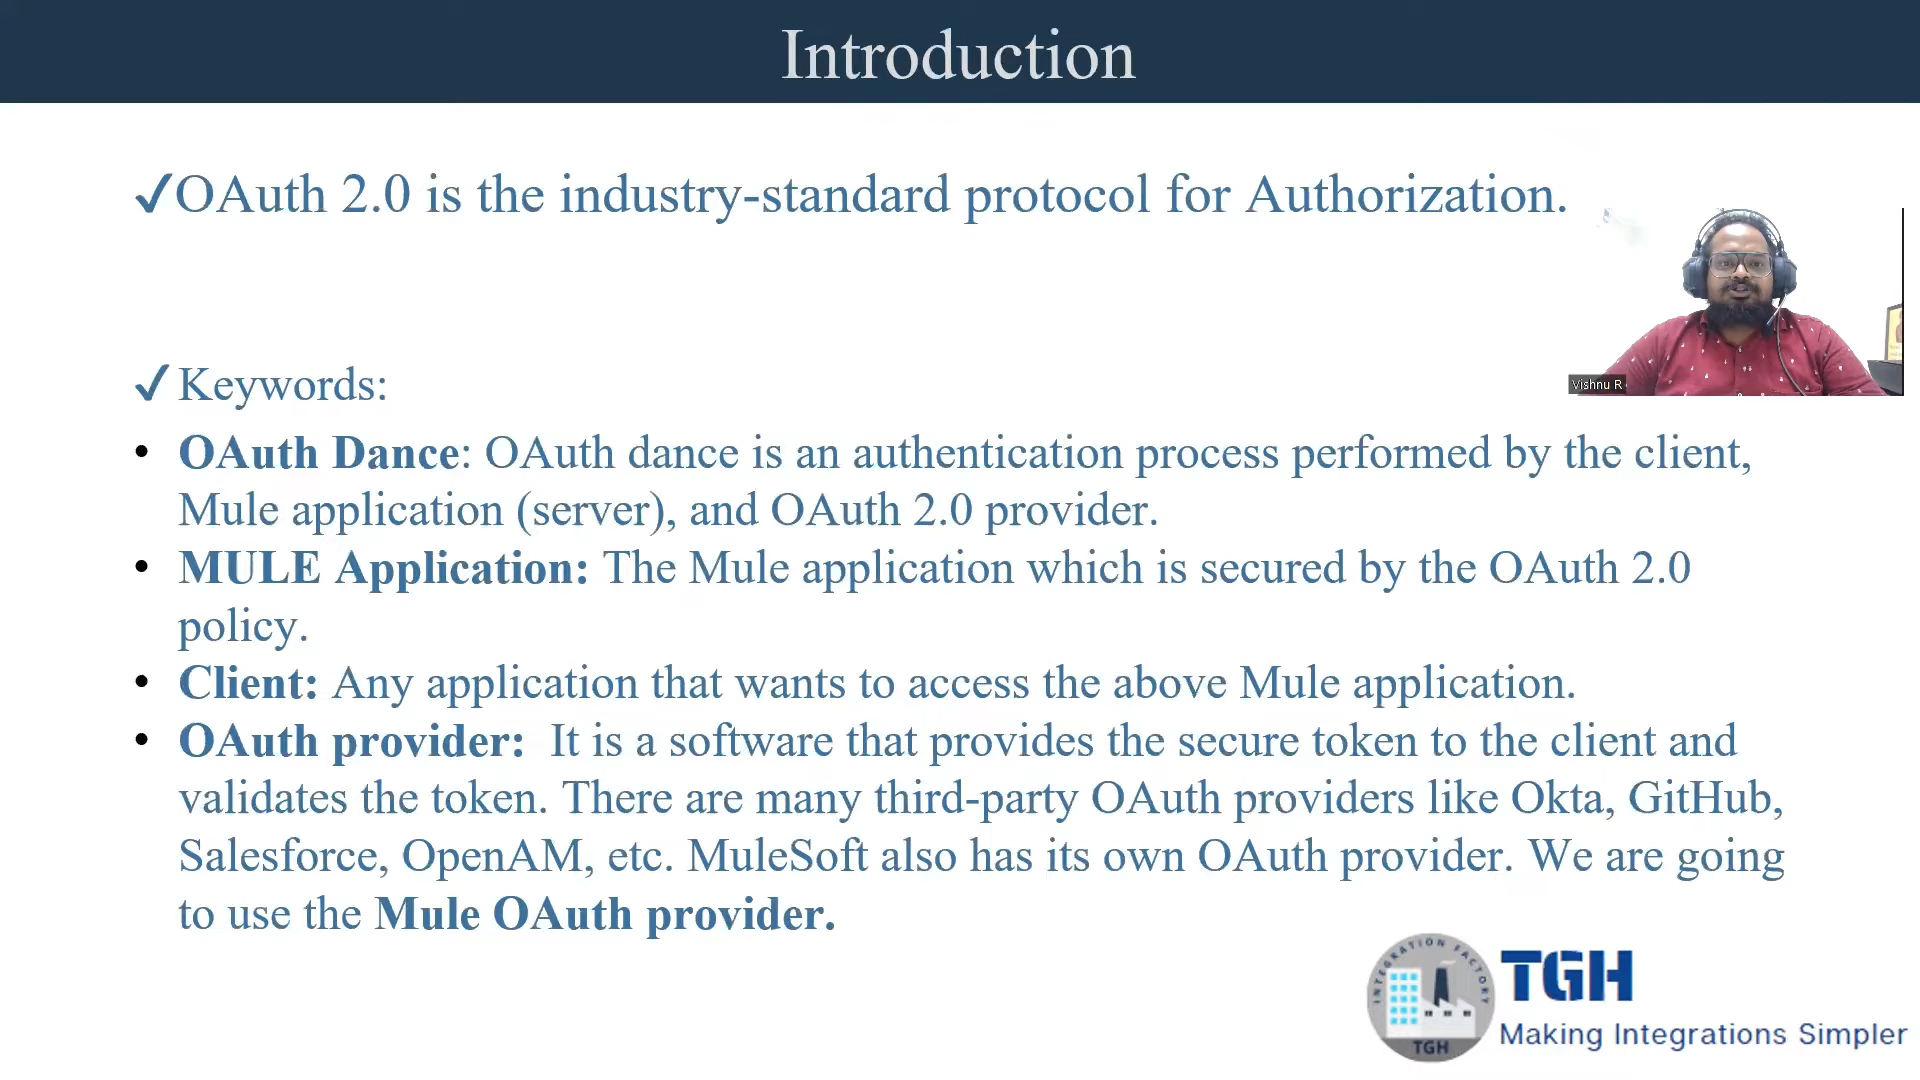 Introduction
✓OAuth 2.0 is the industry-standard protocol for Authorization.
Vishnu R
✓Keywords:
• OAuth Dance: OAuth dance is an authentication process performed by the client,
Mule application (server), and OAuth 2.0 provider.
• MULE Application: The Mule application which is secured by the OAuth 2.0
policy.
• Client: Any application that wants to access the above Mule application.
• OAuth provider: It is a software that provides the secure token to the client and
validates the token. There are many third-party OAuth providers like Okta, GitHub,
Salesforce, OpenAM, etc. MuleSoft also has its own OAuth provider. We are going
to use the Mule OAuth provider.
INTEGRATION FACTORY
TGH
TGH
Making Integrations Simpler